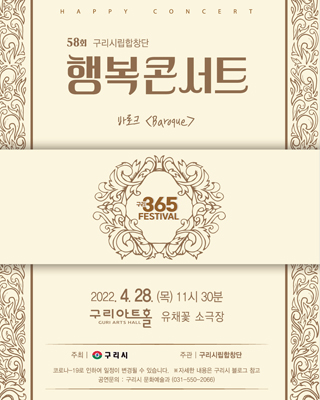 HAPPY CONCERT
58회 구리시립합창단
행복콘서트
바로크 <Baroque>
구리 365
FESTIVAL
2022. 4. 28. (목) 11시 30분
구리아트홀 유채꽃 소극장
GURI ARTS HALL
주최 | 구리시 주관 | 구리시립합창단
코로나-19로 인하여 일정이 변경될 수 있습니다. ※자세한 내용은 구리시 블로그 참고
공연문의 : 구리시 문화예술과 (031-550-2066)